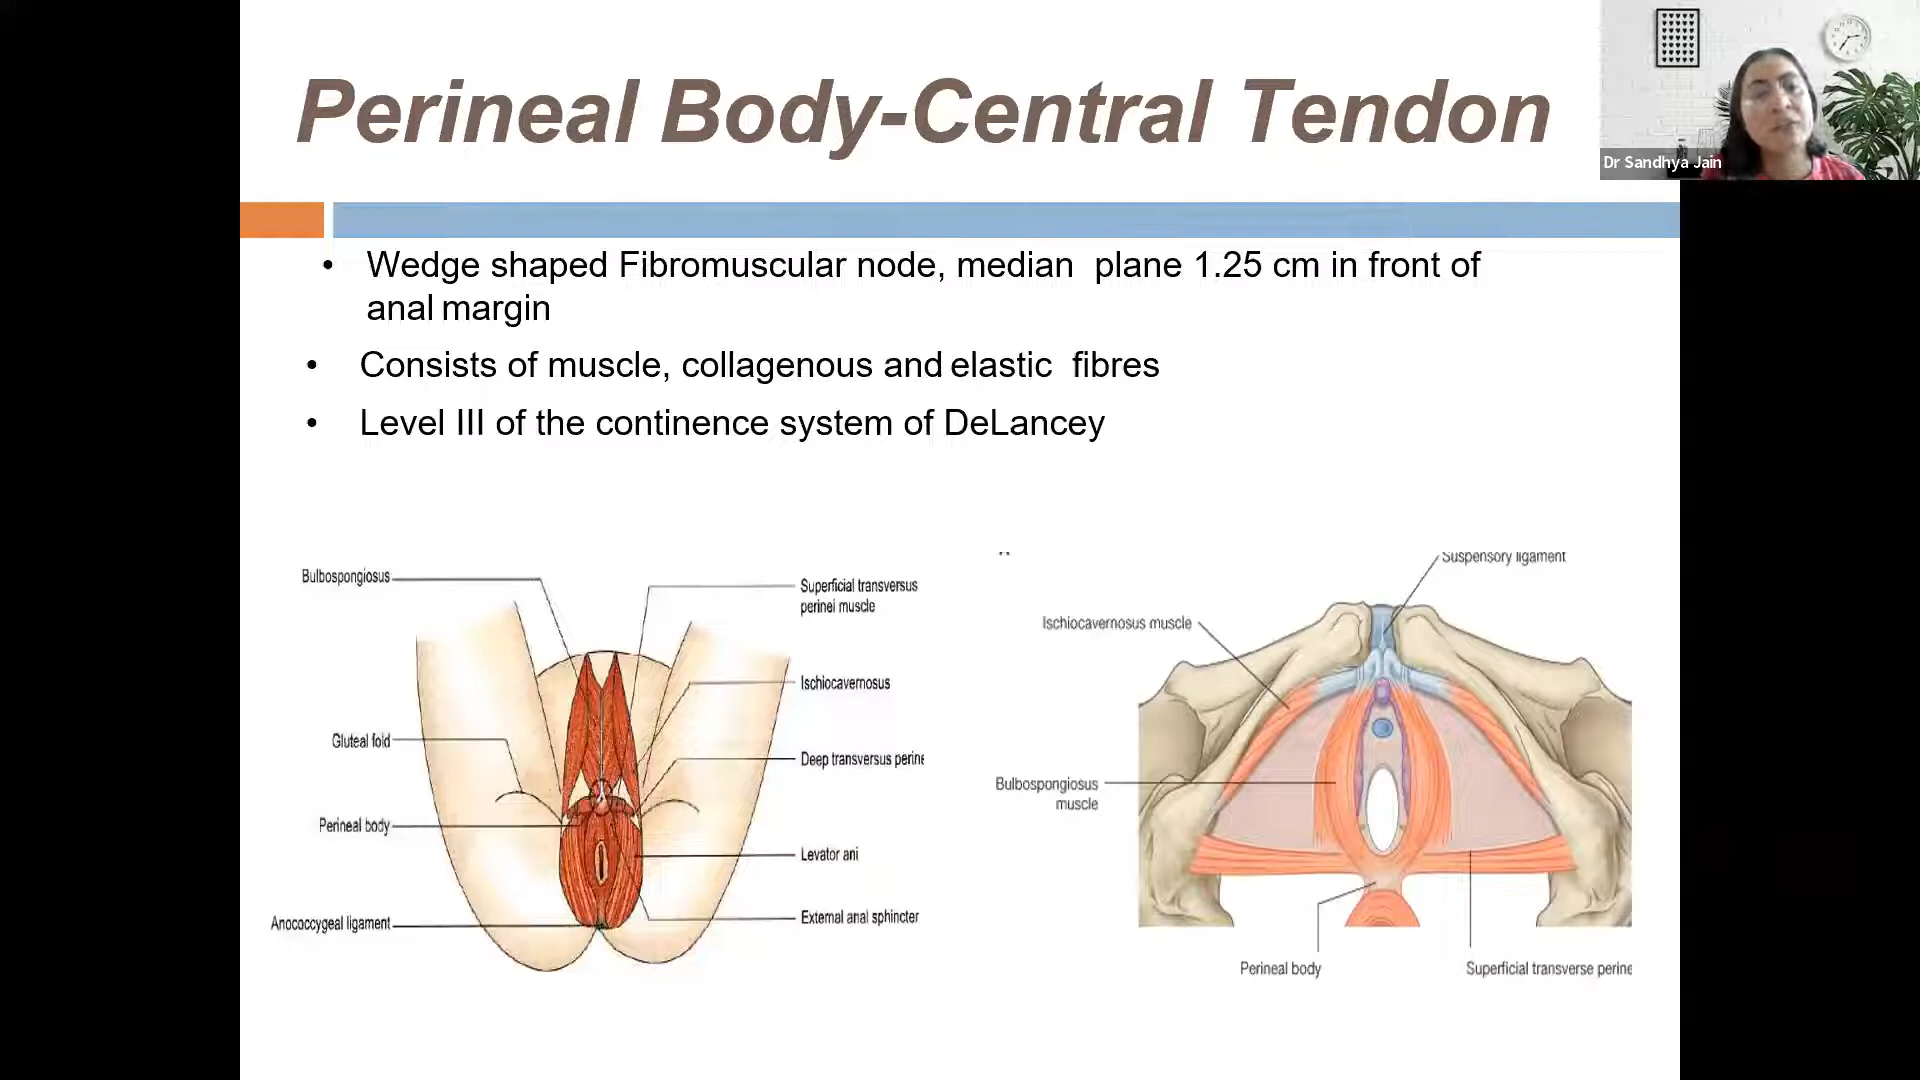 Perineal Body-Central Tendon
Dr Sandhya Jain
• Wedge shaped Fibromuscular node, median plane 1.25 cm in front of
anal margin
• Consists of muscle, collagenous and elastic fibres
• Level III of the continence system of DeLancey
Bulbospongiosus
Superficial transversus
perinei muscle
Ischiocavernosus
Gluteal fold
Deep transversus perine
Perineal body
Levator ani
External anal sphincter
Anococcygeal ligament
Suspensory ligament
Ischiocavernosus muscle
Bulbospongiosus
muscle
Perineal body
Superficial transverse perine